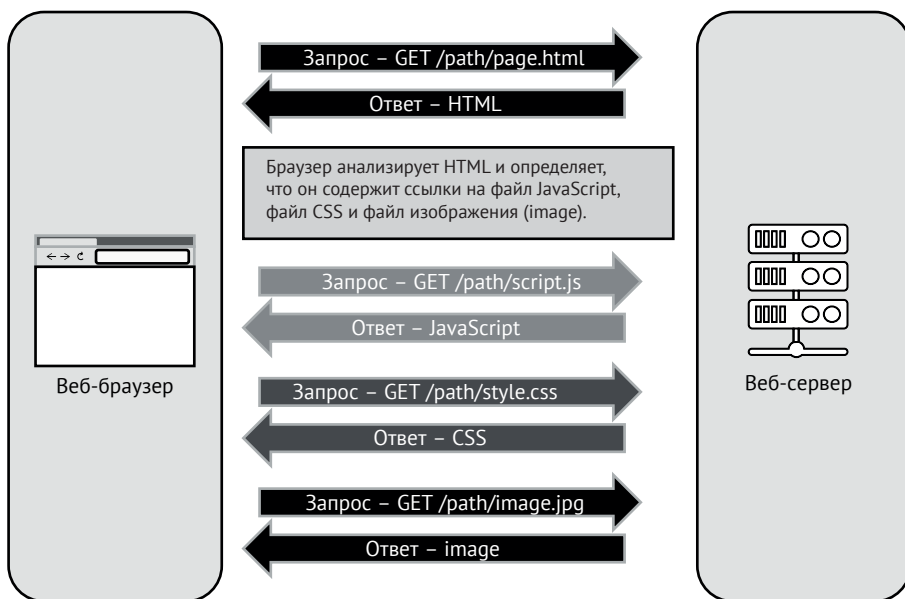 Запрос – GET /path/page.html
Ответ – HTML
Браузер анализирует HTML и определяет,
что он содержит ссылки на файл JavaScript,
файл CSS и файл изображения (image).
Запрос – GET /path/script.js
Ответ – JavaScript
Веб-браузер
Веб-сервер
Запрос – GET /path/style.css
Ответ – CSS
Запрос – GET /path/image.jpg
Ответ – image